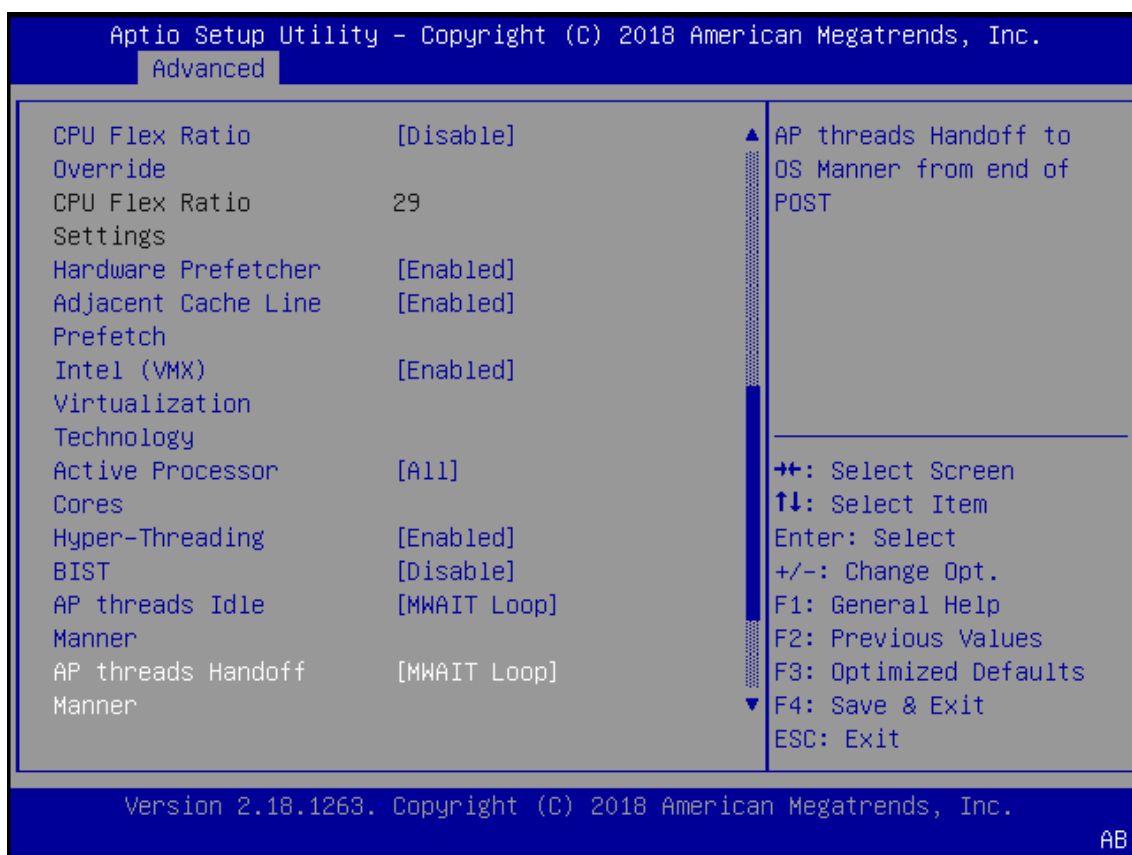 Aptio Setup Utility – Copyright (C) 2018 American Megatrends, Inc.
Advanced
CPU Flex Ratio [Disable]
Override
CPU Flex Ratio 29
Settings
Hardware Prefetcher [Enabled]
Adjacent Cache Line [Enabled]
Prefetch
Intel (VMX) [Enabled]
Virtualization
Technology
Active Processor [All]
Cores
Hyper-Threading [Enabled]
BIST [Disable]
AP threads Idle [MWAIT Loop]
Manner
AP threads Handoff [MWAIT Loop]
Manner
AP threads Handoff to
OS Manner from end of
POST
→←: Select Screen
↑↓: Select Item
Enter: Select
+/-: Change Opt.
F1: General Help
F2: Previous Values
F3: Optimized Defaults
F4: Save & Exit
ESC: Exit
Version 2.18.1263. Copyright (C) 2018 American Megatrends, Inc.
AB